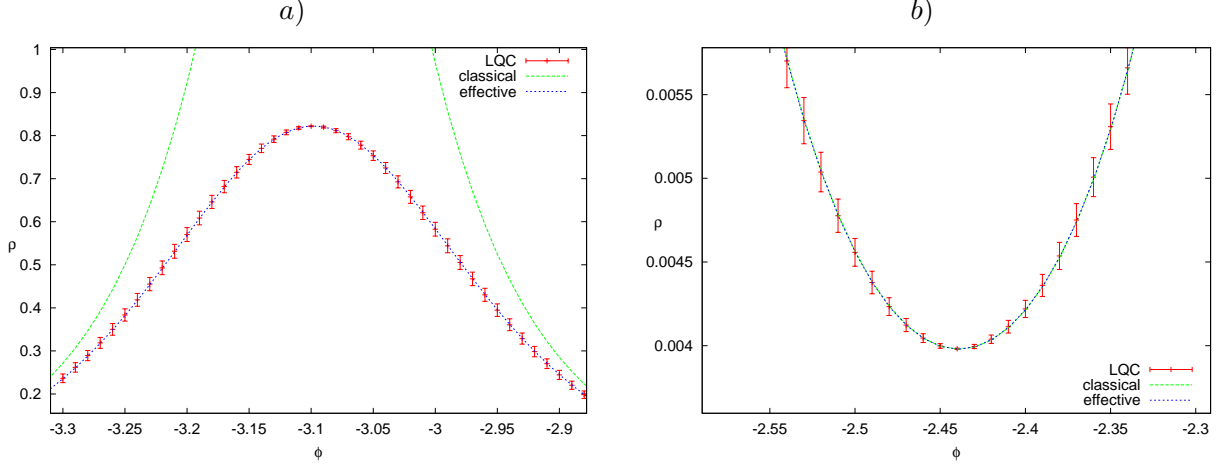 a)
1
0.9
0.8
0.7
0.6
0.5
0.4
0.3
0.2
ρ
LQC
classical
effective
-3.3 -3.25 -3.2 -3.15 -3.1 -3.05 -3 -2.95 -2.9
ϕ
b)
0.0055
0.005
0.0045
0.004
ρ
LQC
classical
effective
-2.55 -2.5 -2.44 -2.4 -2.35 -2.3
ϕ